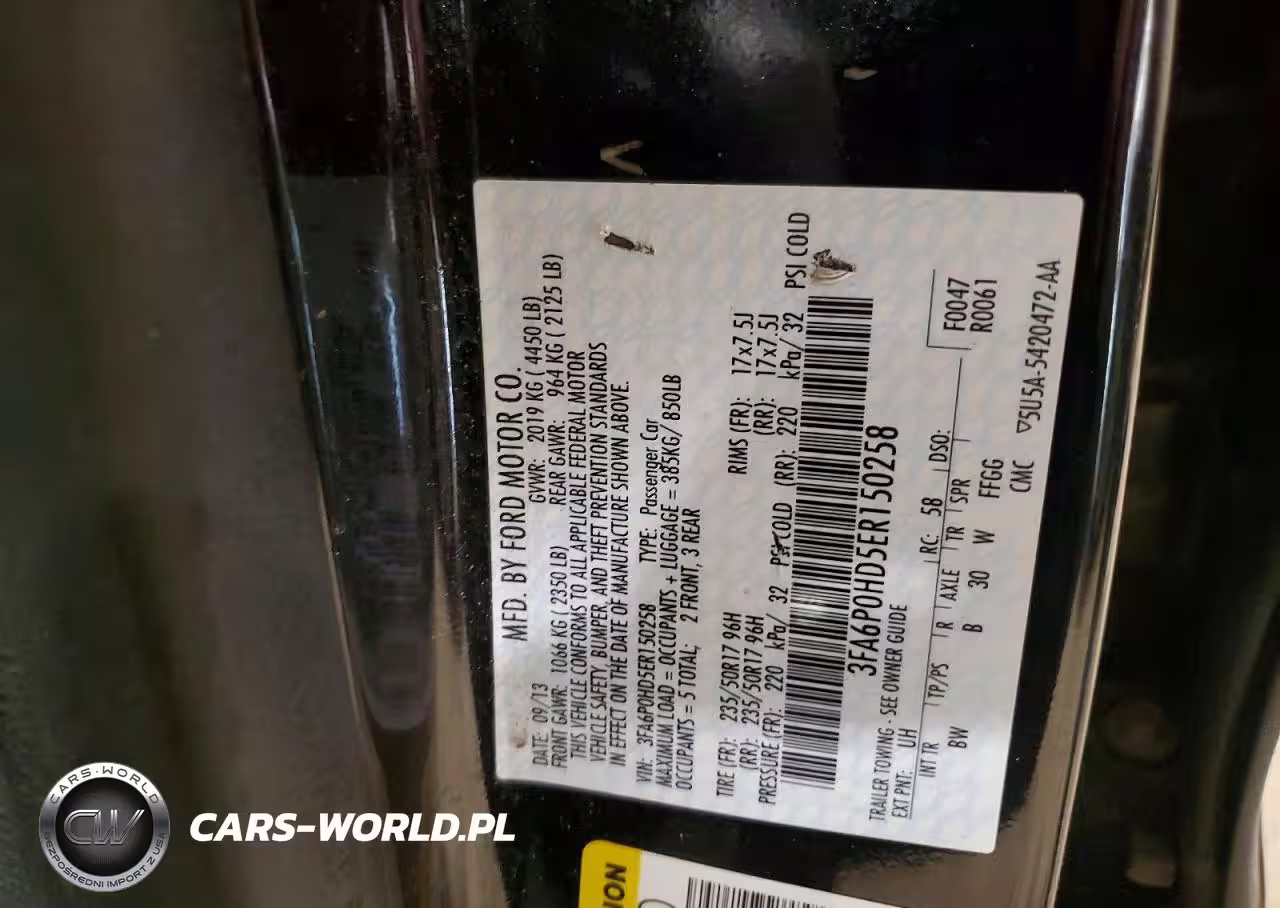 MFD. BY FORD MOTOR CO.
DATE: 09/13 GVWR: 2019 KG ( 4450 LB)
FRONT GAWR: 1066 KG ( 2350 LB) REAR GAWR: 964 KG ( 2125 LB)
THIS VEHICLE CONFORMS TO ALL APPLICABLE FEDERAL MOTOR
VEHICLE SAFETY, BUMPER, AND THEFT PREVENTION STANDARDS
IN EFFECT ON THE DATE OF MANUFACTURE SHOWN ABOVE.
VIN: 3FA6P0HD5ER150258 TYPE: Passenger Car
MAXIMUM LOAD = OCCUPANTS + LUGGAGE = 385KG/ 850LB
OCCUPANTS = 5 TOTAL; 2 FRONT, 3 REAR
TIRE (FR): 235/50R17 96H RIMS (FR): 17x7.5J
(RR): 235/50R17 96H (RR): 17x7.5J
PRESSURE (FR): 220 kPa/ 32 PSI COLD (RR): 220 kPa/ 32 PSI COLD
3FA6P0HD5ER150258
TRAILER TOWING - SEE OWNER GUIDE
EXT PNT: UH RC: 58 DSO: F0047
R0061
INT TR TP/PS R AXLE TR SPR
BW B 30 W FFGG
CMC
▽5U5A-5420472-AA
CARS-WORLD
CW
BEZPOŚREDNI IMPORT Z USA
CARS-WORLD.PL